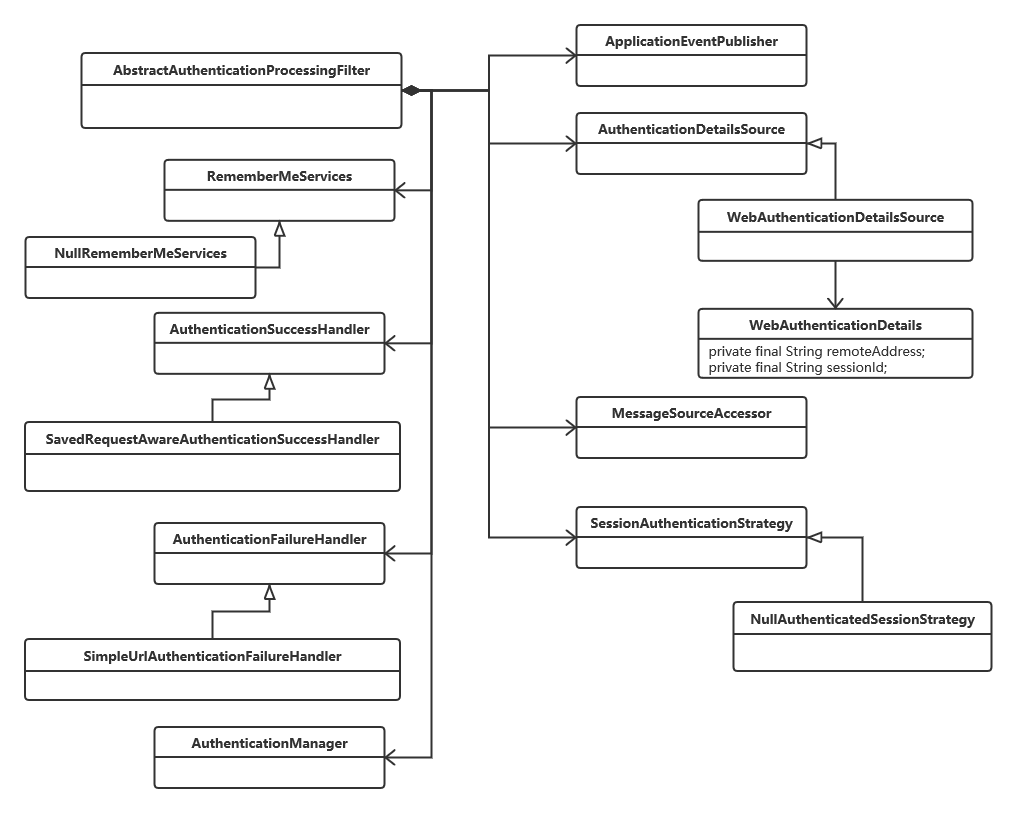 AbstractAuthenticationProcessingFilter
RememberMeServices
NullRememberMeServices
AuthenticationSuccessHandler
SavedRequestAwareAuthenticationSuccessHandler
AuthenticationFailureHandler
SimpleUrlAuthenticationFailureHandler
AuthenticationManager
ApplicationEventPublisher
AuthenticationDetailsSource
WebAuthenticationDetailsSource
WebAuthenticationDetails
private final String remoteAddress;
private final String sessionId;
MessageSourceAccessor
SessionAuthenticationStrategy
NullAuthenticatedSessionStrategy